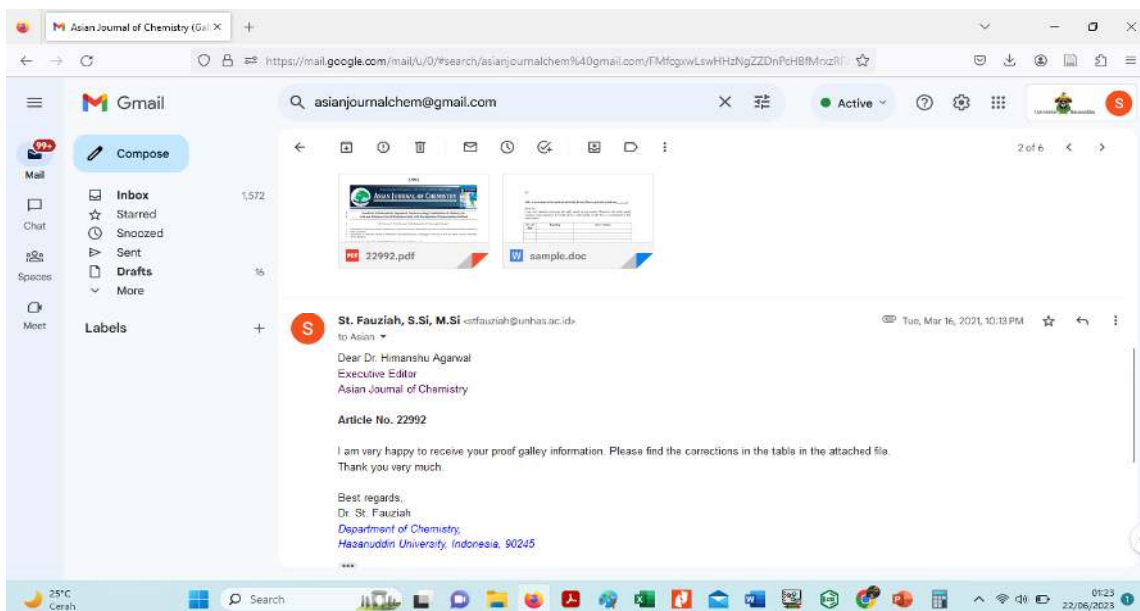 Asian Journal of Chemistry (Gal
https://mail.google.com/mail/u/0/#search/asianjournalchem%40gmail.com/
Gmail
asianjournalchem@gmail.com
Active
S
99+
Mail
Compose
2 of 6
Chat
Spaces
Meet
Inbox 1,572
Starred
Snoozed
Sent
Drafts 16
More
Labels
ASIAN JOURNAL OF CHEMISTRY
PDF 22992.pdf
W sample.doc
S
St. Fauziah, S.Si, M.Si <stfauziah@unhas.ac.id>
Tue, Mar 16, 2021, 10:13 PM
to Asian
Dear Dr. Himanshu Agarwal
Executive Editor
Asian Journal of Chemistry
Article No. 22992
I am very happy to receive your proof galley information. Please find the corrections in the table in the attached file.
Thank you very much.
Best regards,
Dr. St. Fauziah
Department of Chemistry,
Hasanuddin University, Indonesia, 90245
25°C
Cerah
Search
01:23
22/06/2023